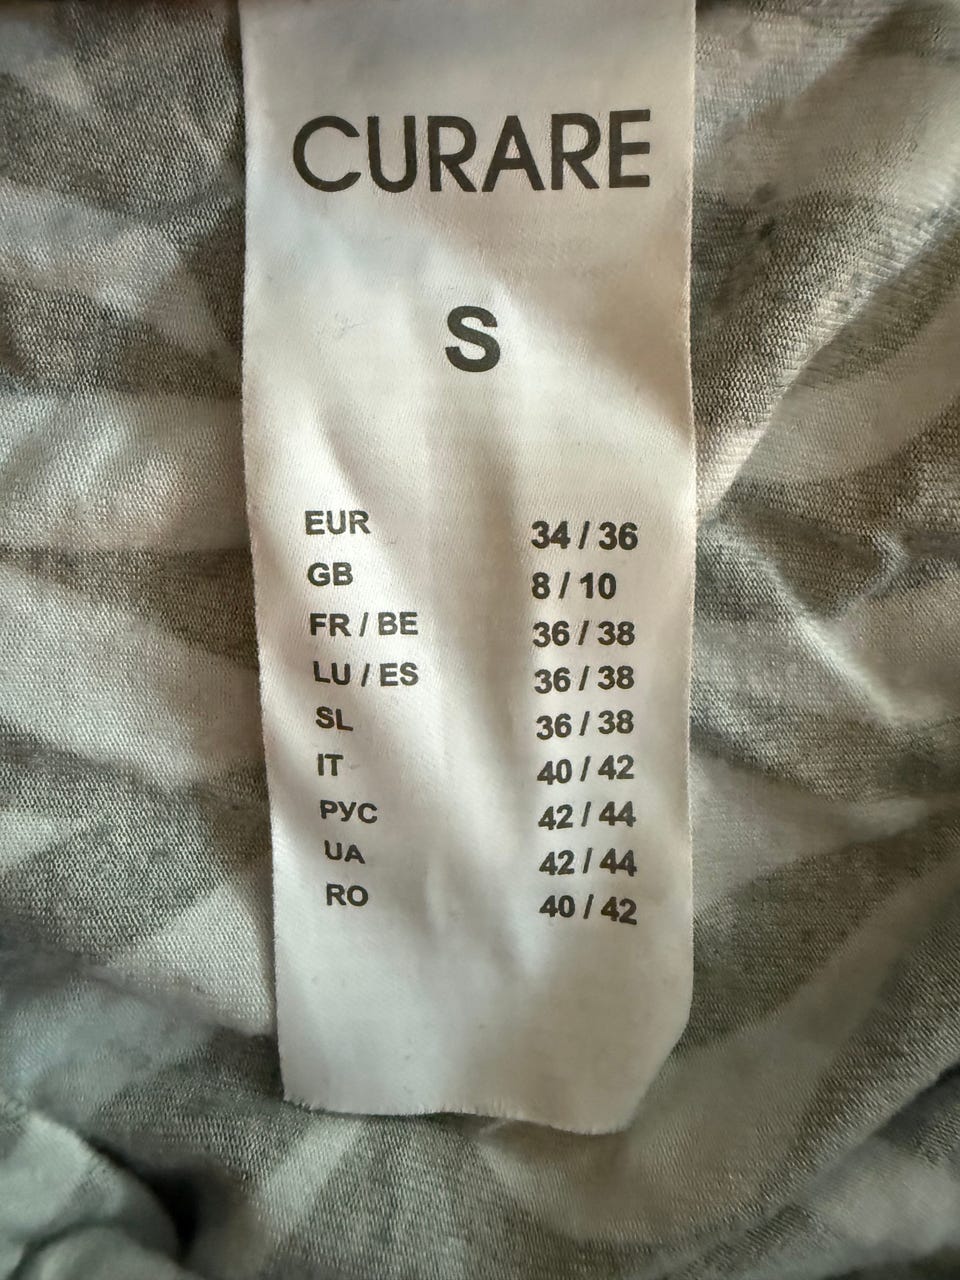 CURARE
S
EUR 34 / 36
GB 8 / 10
FR / BE 36 / 38
LU / ES 36 / 38
SL 36 / 38
IT 40 / 42
РУС 42 / 44
UA 42 / 44
RO 40 / 42